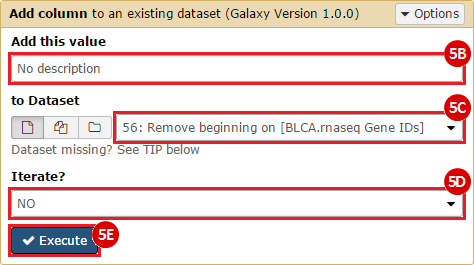 Add column to an existing dataset (Galaxy Version 1.0.0) Options
Add this value
5B
No description
to Dataset
5C
56: Remove beginning on [BLCA.rnaseq Gene IDs]
Dataset missing? See TIP below
Iterate?
5D
NO
Execute 5E